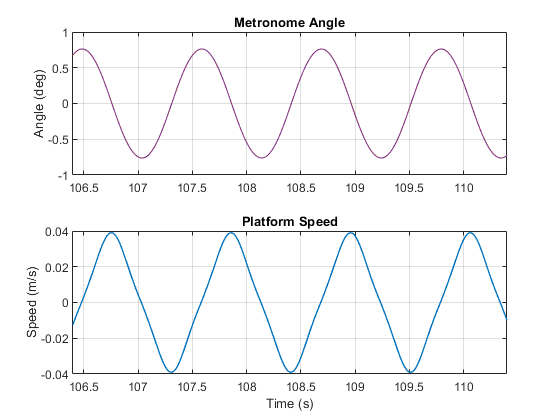 Metronome Angle
1
0.5
0
-0.5
-1
Angle (deg)
106.5 107 107.5 108 108.5 109 109.5 110
Platform Speed
0.04
0.02
0
-0.02
-0.04
Speed (m/s)
106.5 107 107.5 108 108.5 109 109.5 110
Time (s)